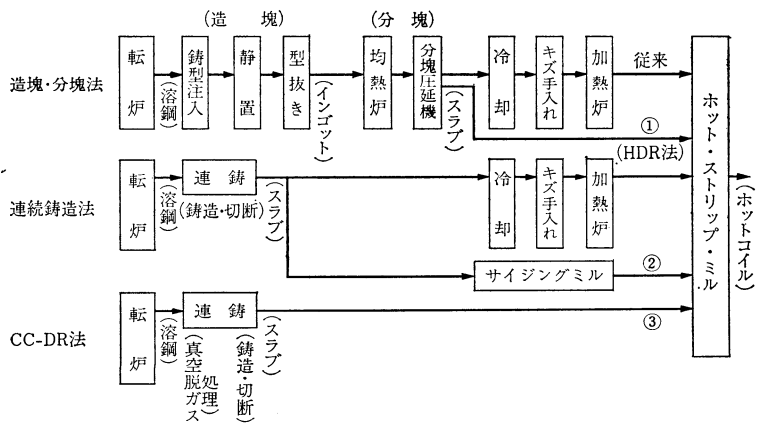 (造塊)
(分塊)
造塊・分塊法
転炉
(溶鋼)
鋳型注入
静置
型抜き
(インゴット)
均熱炉
分塊圧延機
(スラブ)
冷却
キズ手入れ
加熱炉
従来
①
(HDR法)
連続鋳造法
転炉
(溶鋼)
連鋳
(鋳造・切断)
(スラブ)
冷却
キズ手入れ
加熱炉
サイジングミル
②
CC-DR法
転炉
(溶鋼)
連鋳
(真空脱ガス処理)
(鋳造・切断)
(スラブ)
③
ホット・ストリップ・ミル
(ホットコイル)